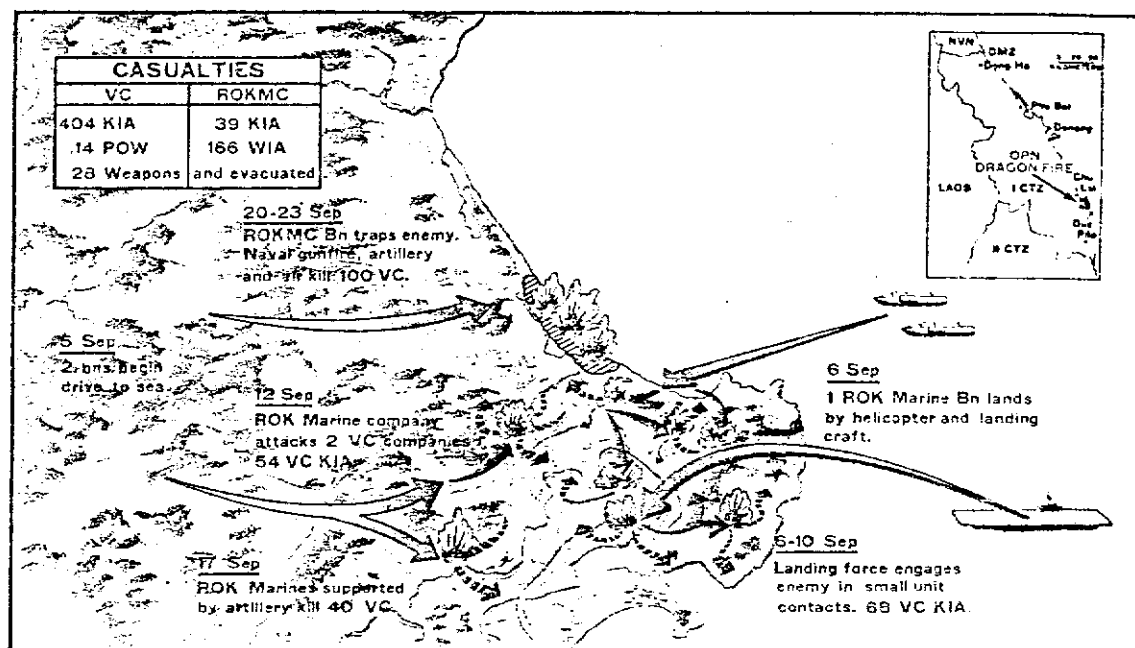 CASUALTIES
VC ROKMC
404 KIA 39 KIA
14 POW 166 WIA
28 Weapons and evacuated
20-23 Sep
ROKMC Bn traps enemy.
Naval gunfire, artillery
and air kill 100 VC.
5 Sep
2 bns begin
drive to sea
12 Sep
ROK Marine company
attacks 2 VC companies
54 VC KIA
17 Sep
ROK Marines supported
by artillery kill 40 VC.
6 Sep
1 ROK Marine Bn lands
by helicopter and landing
craft.
6-10 Sep
Landing force engages
enemy in small unit
contacts. 68 VC KIA.
NVN
DMZ
Dong Ha
Phu Bai
Danang
OPN
DRAGON FIRE
Chu
Lai
LAOS
I CTZ
II CTZ